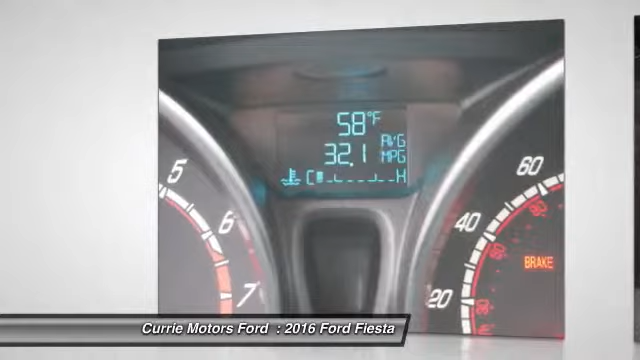 58°F
AVG
32.1 MPG
C H
5
6
7
60
40
20
BRAKE
Currie Motors Ford : 2016 Ford Fiesta